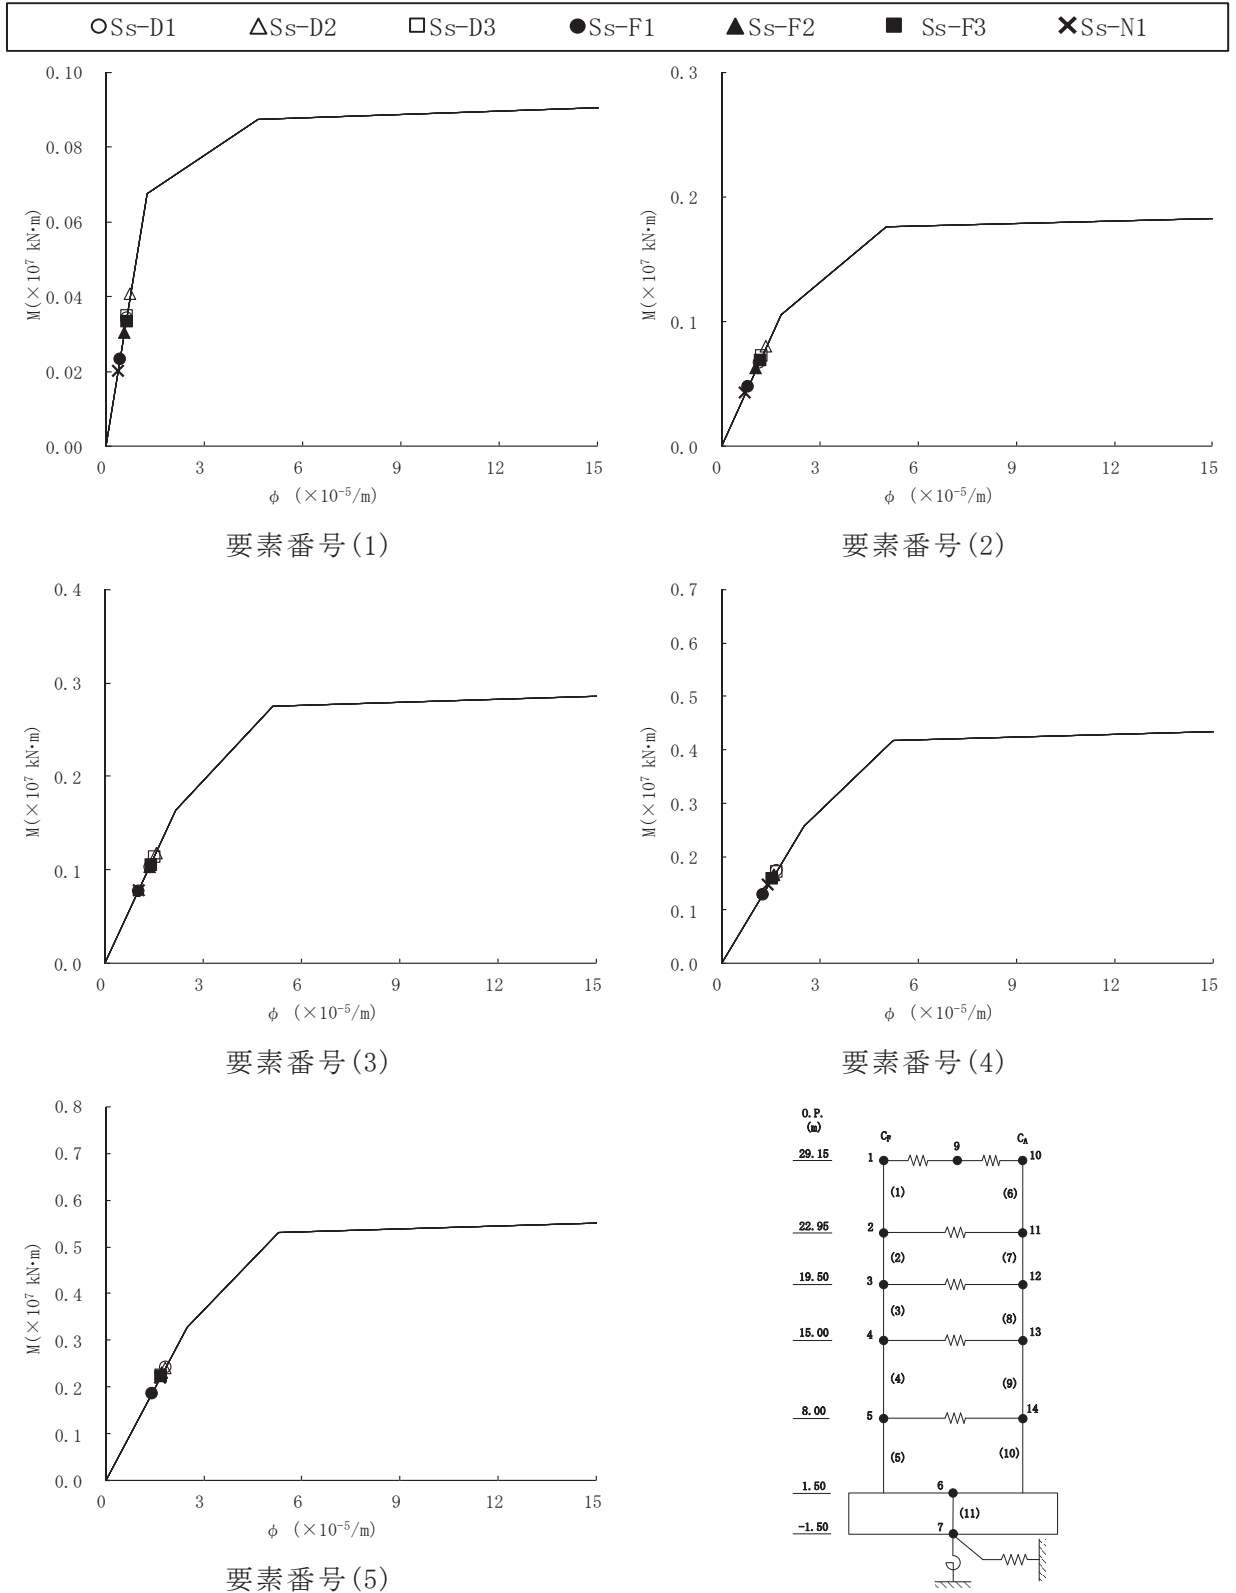 ○Ss-D1 △Ss-D2 □Ss-D3 ●Ss-F1 ▲Ss-F2 ■ Ss-F3 ×Ss-N1
M(×10⁷ kN・m)
0.10
0.08
0.06
0.04
0.02
0.00
0 3 6 9 12 15
φ (×10⁻⁵/m)
要素番号(1)
M(×10⁷ kN・m)
0.3
0.2
0.1
0.0
0 3 6 9 12 15
φ (×10⁻⁵/m)
要素番号(2)
M(×10⁷ kN・m)
0.4
0.3
0.2
0.1
0.0
0 3 6 9 12 15
φ (×10⁻⁵/m)
要素番号(3)
M(×10⁷ kN・m)
0.7
0.6
0.5
0.4
0.3
0.2
0.1
0.0
0 3 6 9 12 15
φ (×10⁻⁵/m)
要素番号(4)
M(×10⁷ kN・m)
0.8
0.7
0.6
0.5
0.4
0.3
0.2
0.1
0.0
0 3 6 9 12 15
φ (×10⁻⁵/m)
要素番号(5)
O.P.
(m)
C_F C_A
29.15 1 9 10
(1) (6)
22.95 2 11
(2) (7)
19.50 3 12
(3) (8)
15.00 4 13
(4) (9)
8.00 5 14
(5) (10)
1.50 6
(11)
-1.50 7